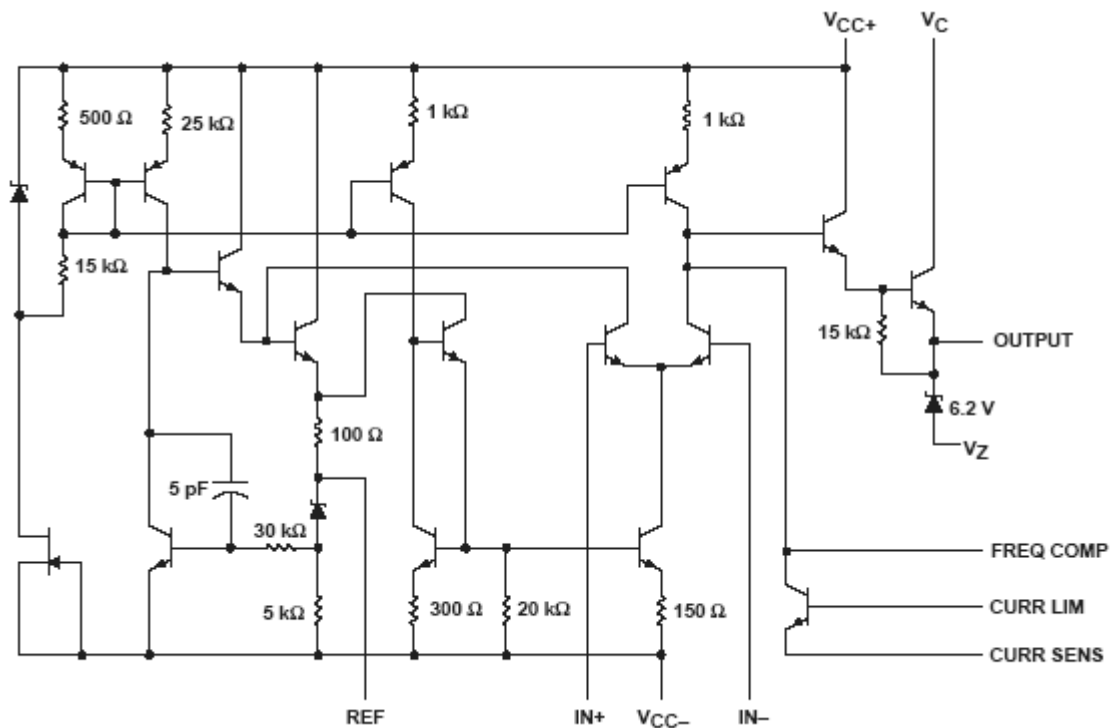 VCC+
VC
500 Ω
25 kΩ
1 kΩ
1 kΩ
15 kΩ
15 kΩ
OUTPUT
6.2 V
VZ
100 Ω
5 pF
30 kΩ
FREQ COMP
5 kΩ
300 Ω
20 kΩ
150 Ω
CURR LIM
CURR SENS
REF
IN+
VCC–
IN–